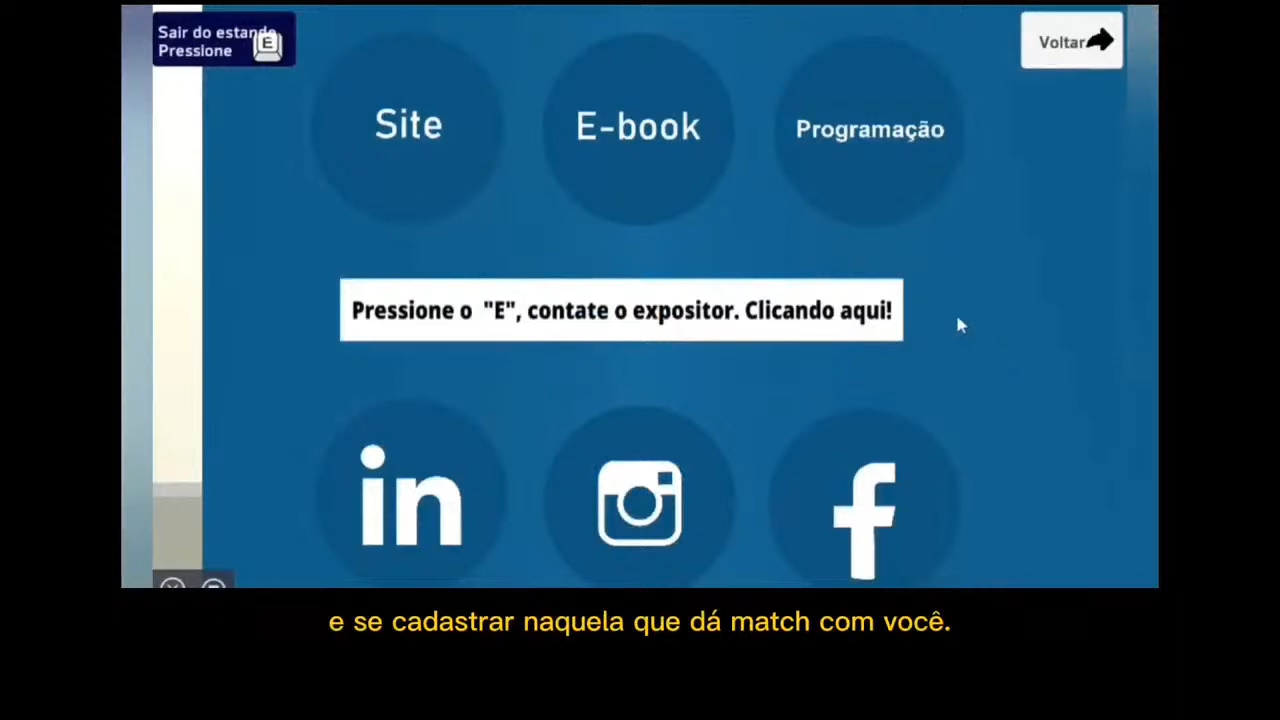 Sair do estande
Pressione E
Voltar
Site
E-book
Programação
Pressione o "E", contate o expositor. Clicando aqui!
in
f
e se cadastrar naquela que dá match com você.